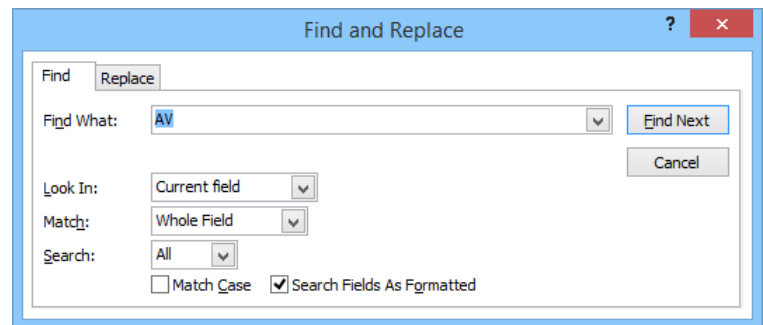 Find and Replace
?
Find Replace
Find What: AV Find Next
Cancel
Look In: Current field
Match: Whole Field
Search: All
Match Case Search Fields As Formatted